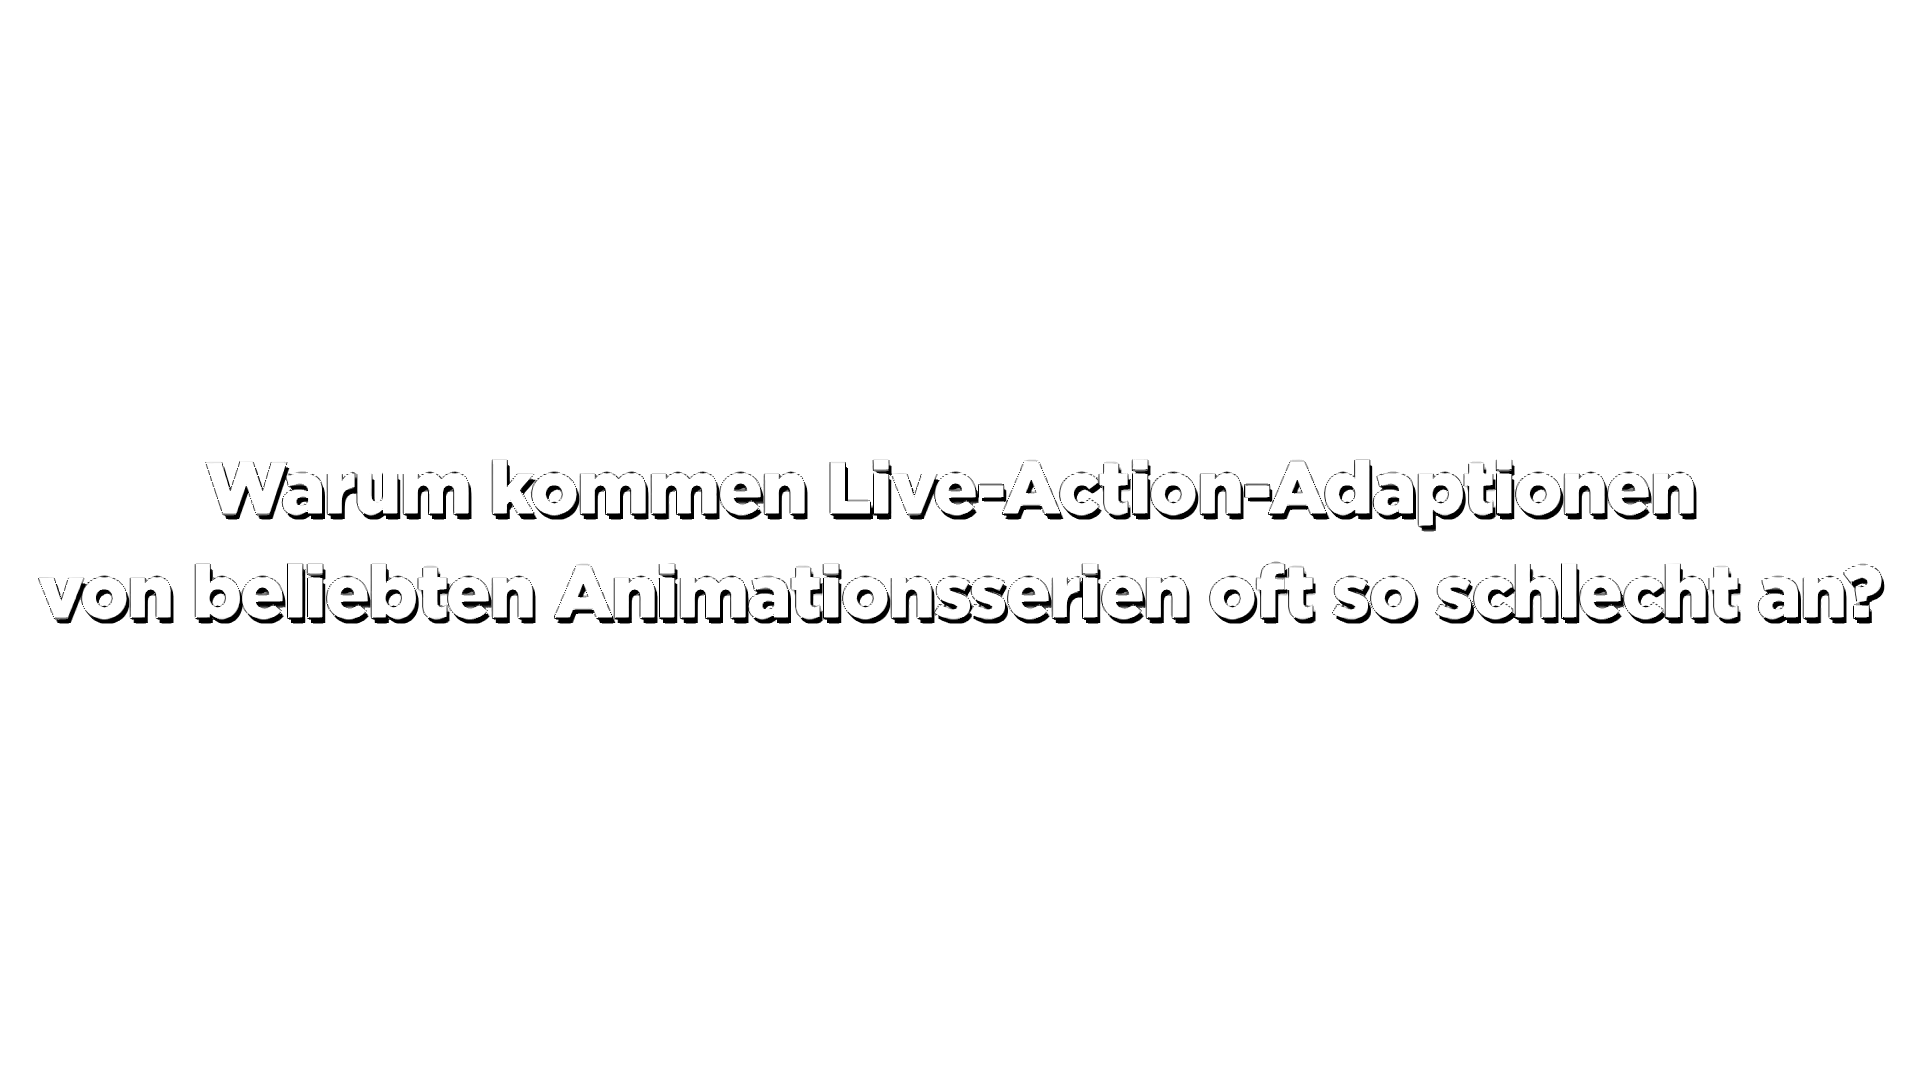 Warum kommen Live-Action-Adaptionen
von beliebten Animationsserien oft so schlecht an?